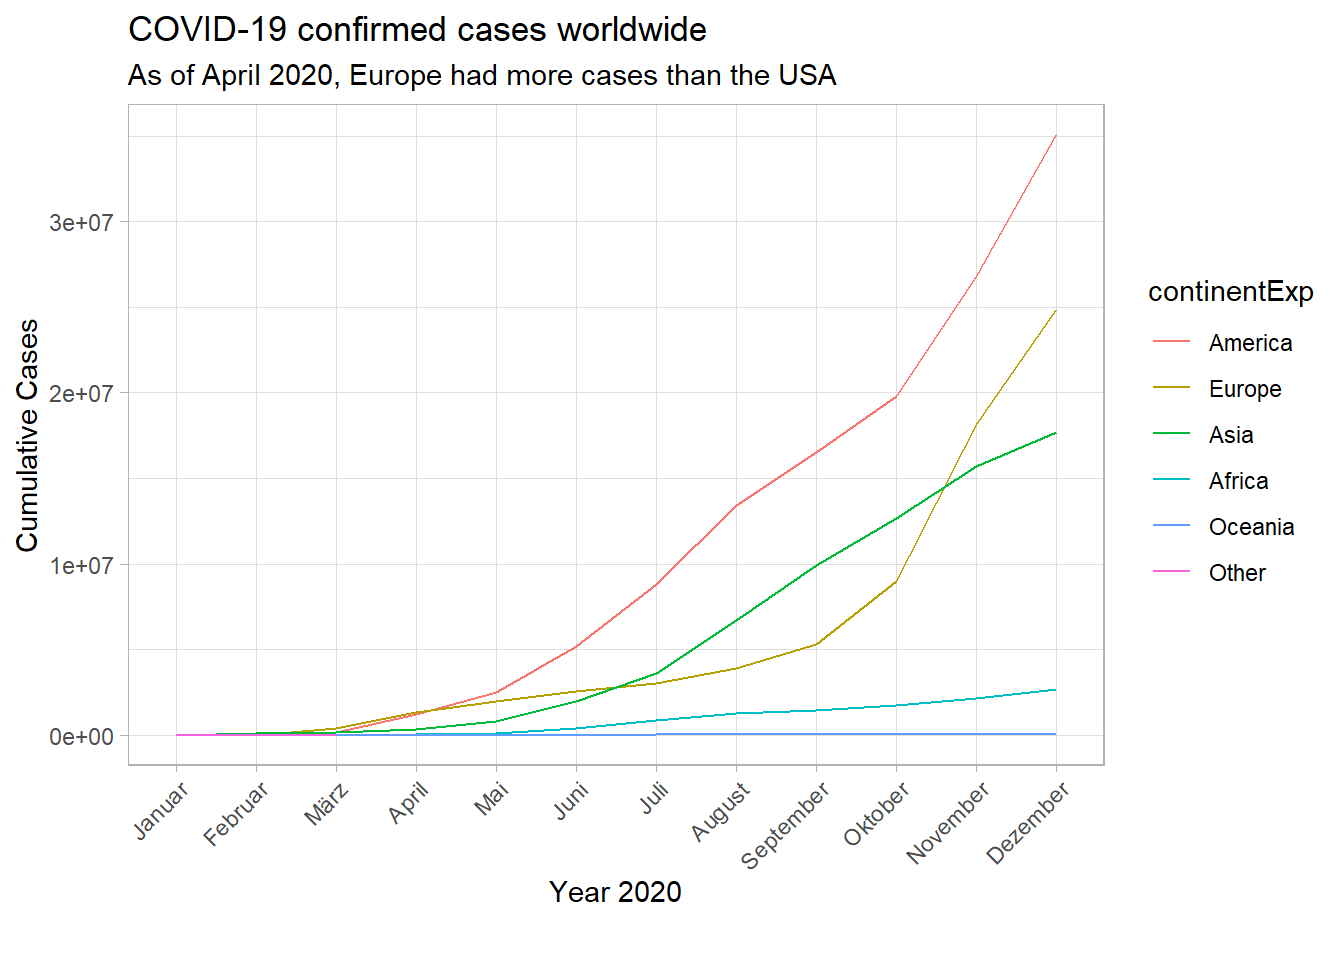 COVID-19 confirmed cases worldwide
As of April 2020, Europe had more cases than the USA
Cumulative Cases
3e+07
2e+07
1e+07
0e+00
Januar
Februar
März
April
Mai
Juni
Juli
August
September
Oktober
November
Dezember
Year 2020
continentExp
America
Europe
Asia
Africa
Oceania
Other